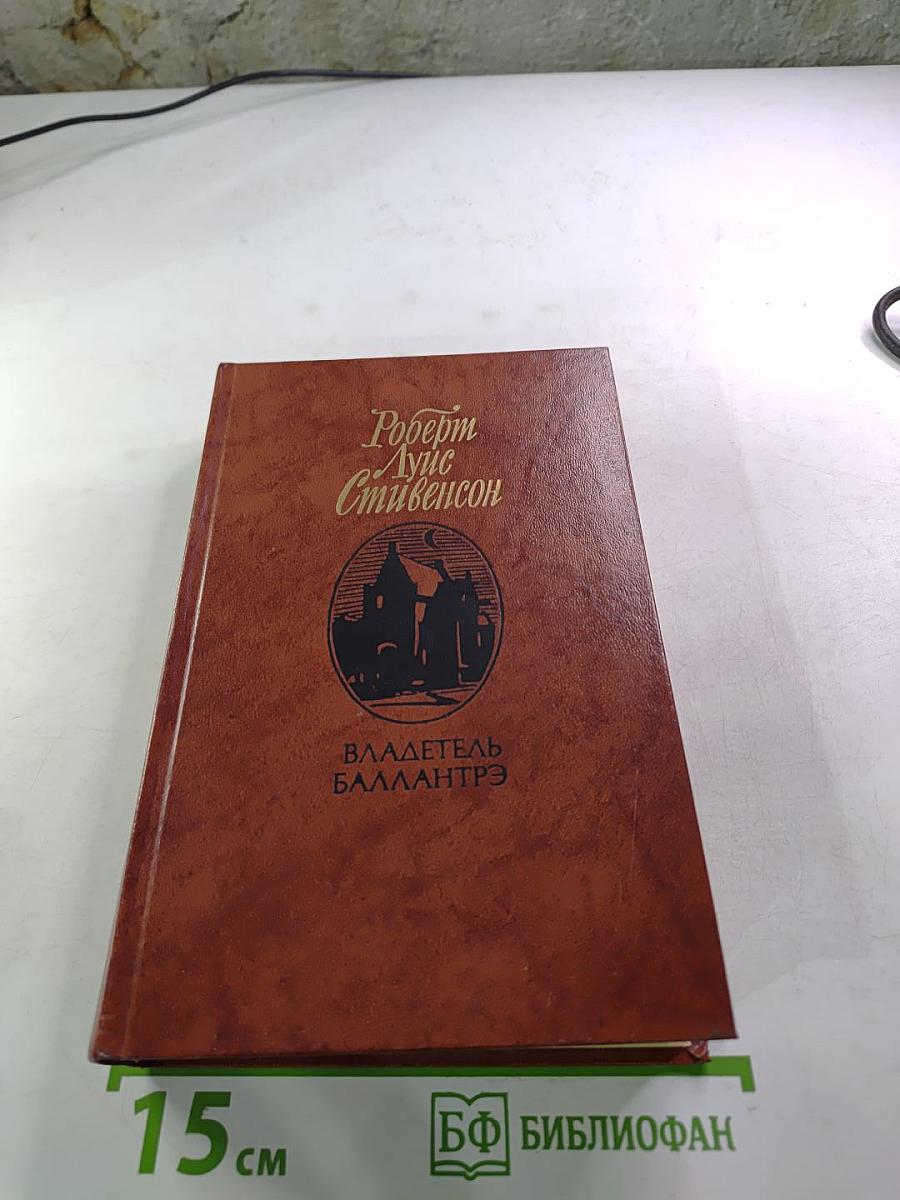 Роберт
Луис
Стивенсон
ВЛАДЕТЕЛЬ
БАЛЛАНТРЭ
15 см
БФ БИБЛИОФАН